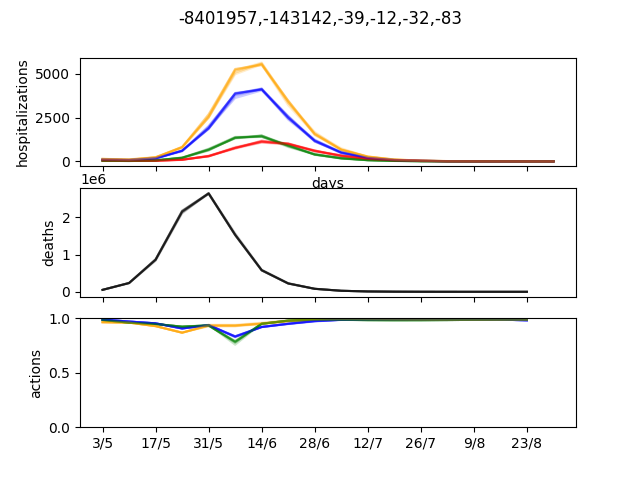 -8401957,-143142,-39,-12,-32,-83
hospitalizations
5000
2500
0
days
1e6
deaths
2
1
0
actions
1.0
0.5
0.0
3/5 17/5 31/5 14/6 28/6 12/7 26/7 9/8 23/8